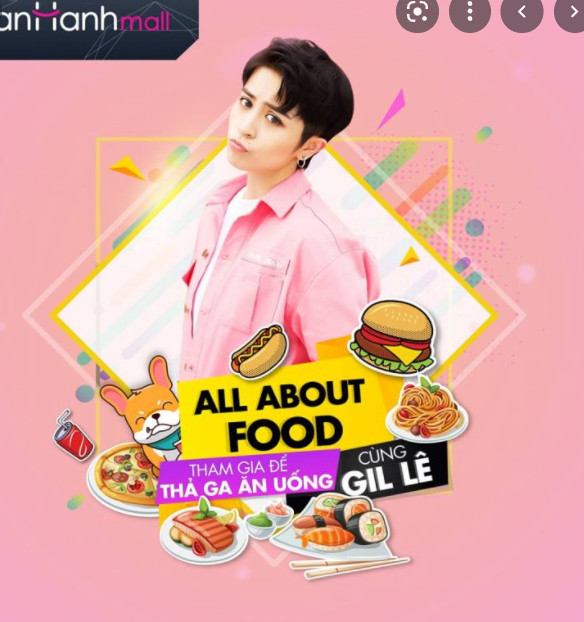 anHanhmall
ALL ABOUT
FOOD
THAM GIA ĐỂ
THẢ GA ĂN UỐNG
CÙNG
GIL LÊ